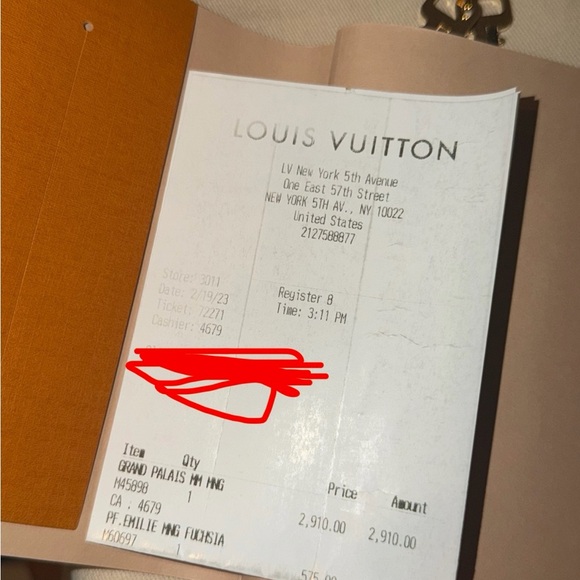 LOUIS VUITTON
LV New York 5th Avenue
One East 57th Street
NEW YORK 5TH AV., NY 10022
United States
2127588877
Store: 3011
Date: 2/19/23 Register 8
Ticket: 72271 Time: 3:11 PM
Cashier: 4679
Item Qty Price Amount
GRAND PALAIS MM MNG
M45898 1 2,910.00 2,910.00
CA . 4679
PF.EMILIE MNG FUCHSIA
M60697 1 575.00